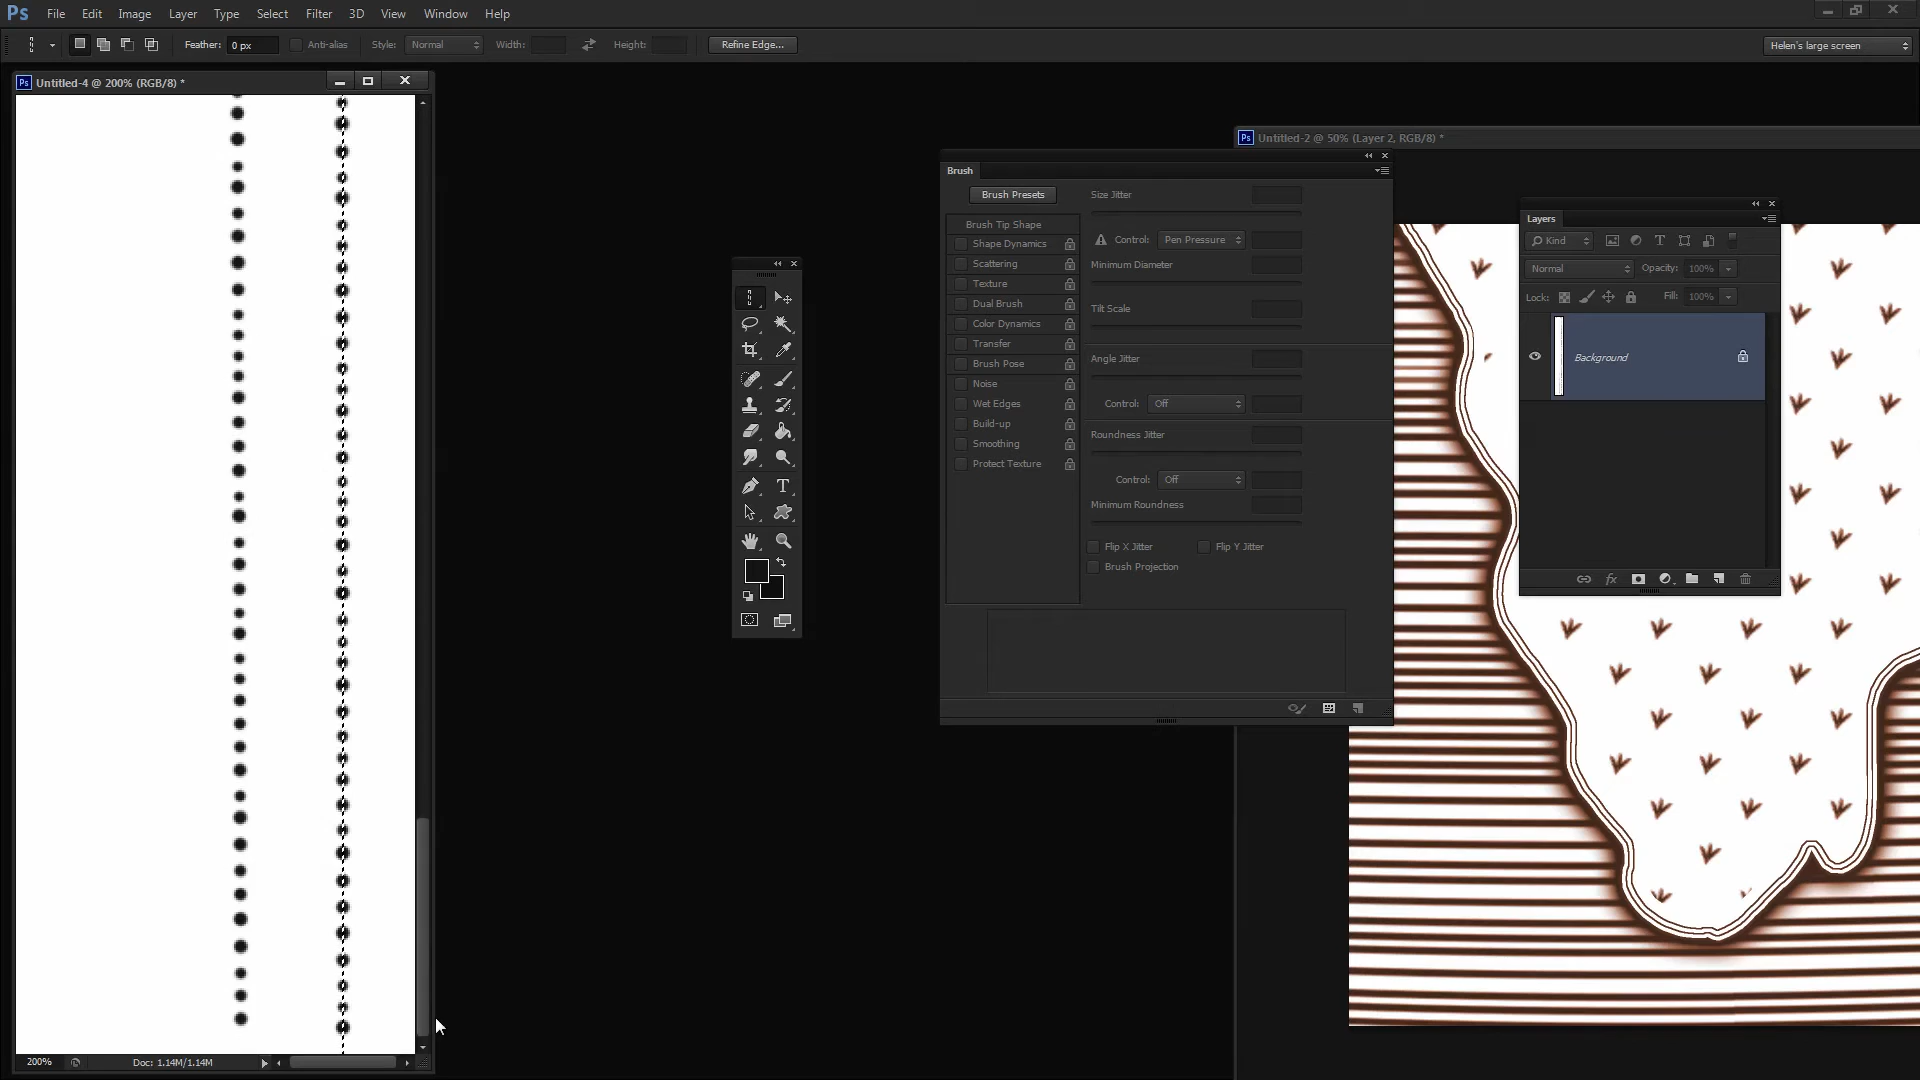 Ps File Edit Image Layer Type Select Filter 3D View Window Help
Feather: 0 px Anti-alias Style: Normal Width: Height: Refine Edge... Helen's large screen
Ps Untitled-4 @ 200% (RGB/8) *
Ps Untitled-2 @ 50% (Layer 2, RGB/8) *
Brush
Brush Presets
Brush Tip Shape
Shape Dynamics
Scattering
Texture
Dual Brush
Color Dynamics
Transfer
Brush Pose
Noise
Wet Edges
Build-up
Smoothing
Protect Texture
Size Jitter
Control: Pen Pressure
Minimum Diameter
Tilt Scale
Angle Jitter
Control: Off
Roundness Jitter
Control: Off
Minimum Roundness
Flip X Jitter Flip Y Jitter
Brush Projection
Layers
Kind T
Normal Opacity: 100%
Lock: Fill: 100%
Background
fx
T
200% Doc: 1.14M/1.14M